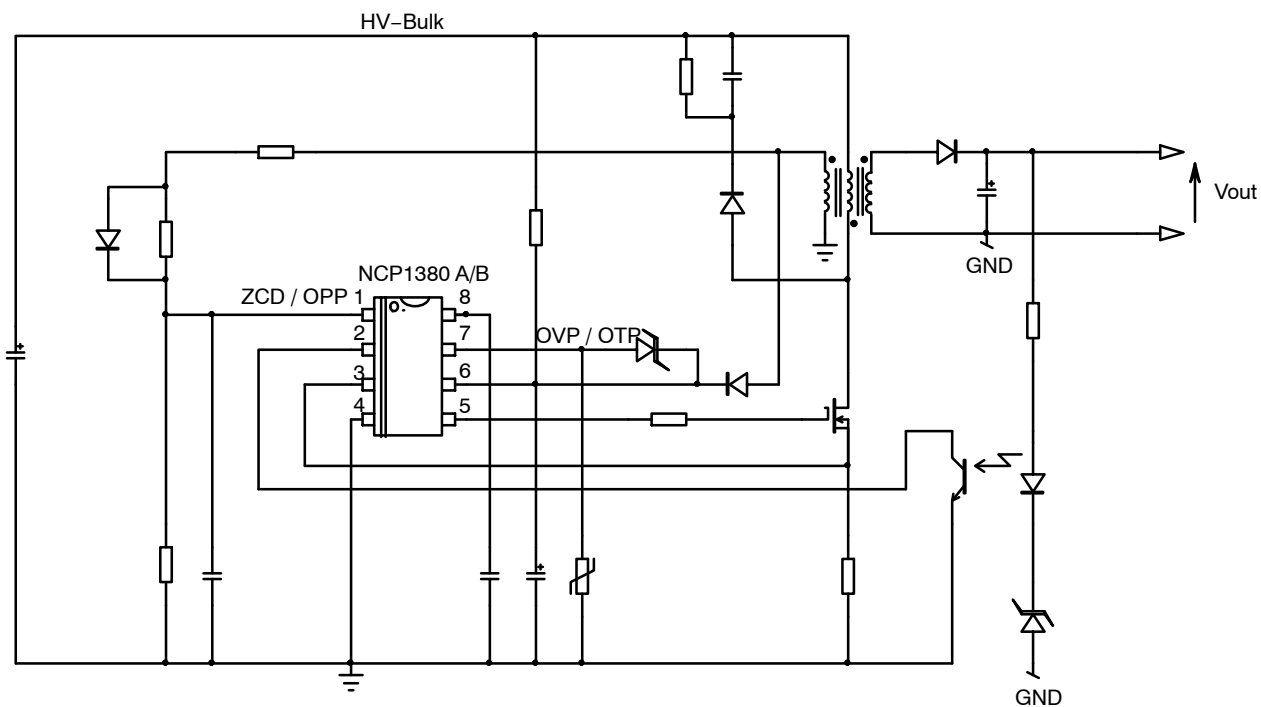 HV–Bulk
Vout
GND
NCP1380 A/B
ZCD / OPP 1
8
2
7
OVP / OTP
3
6
4
5
GND